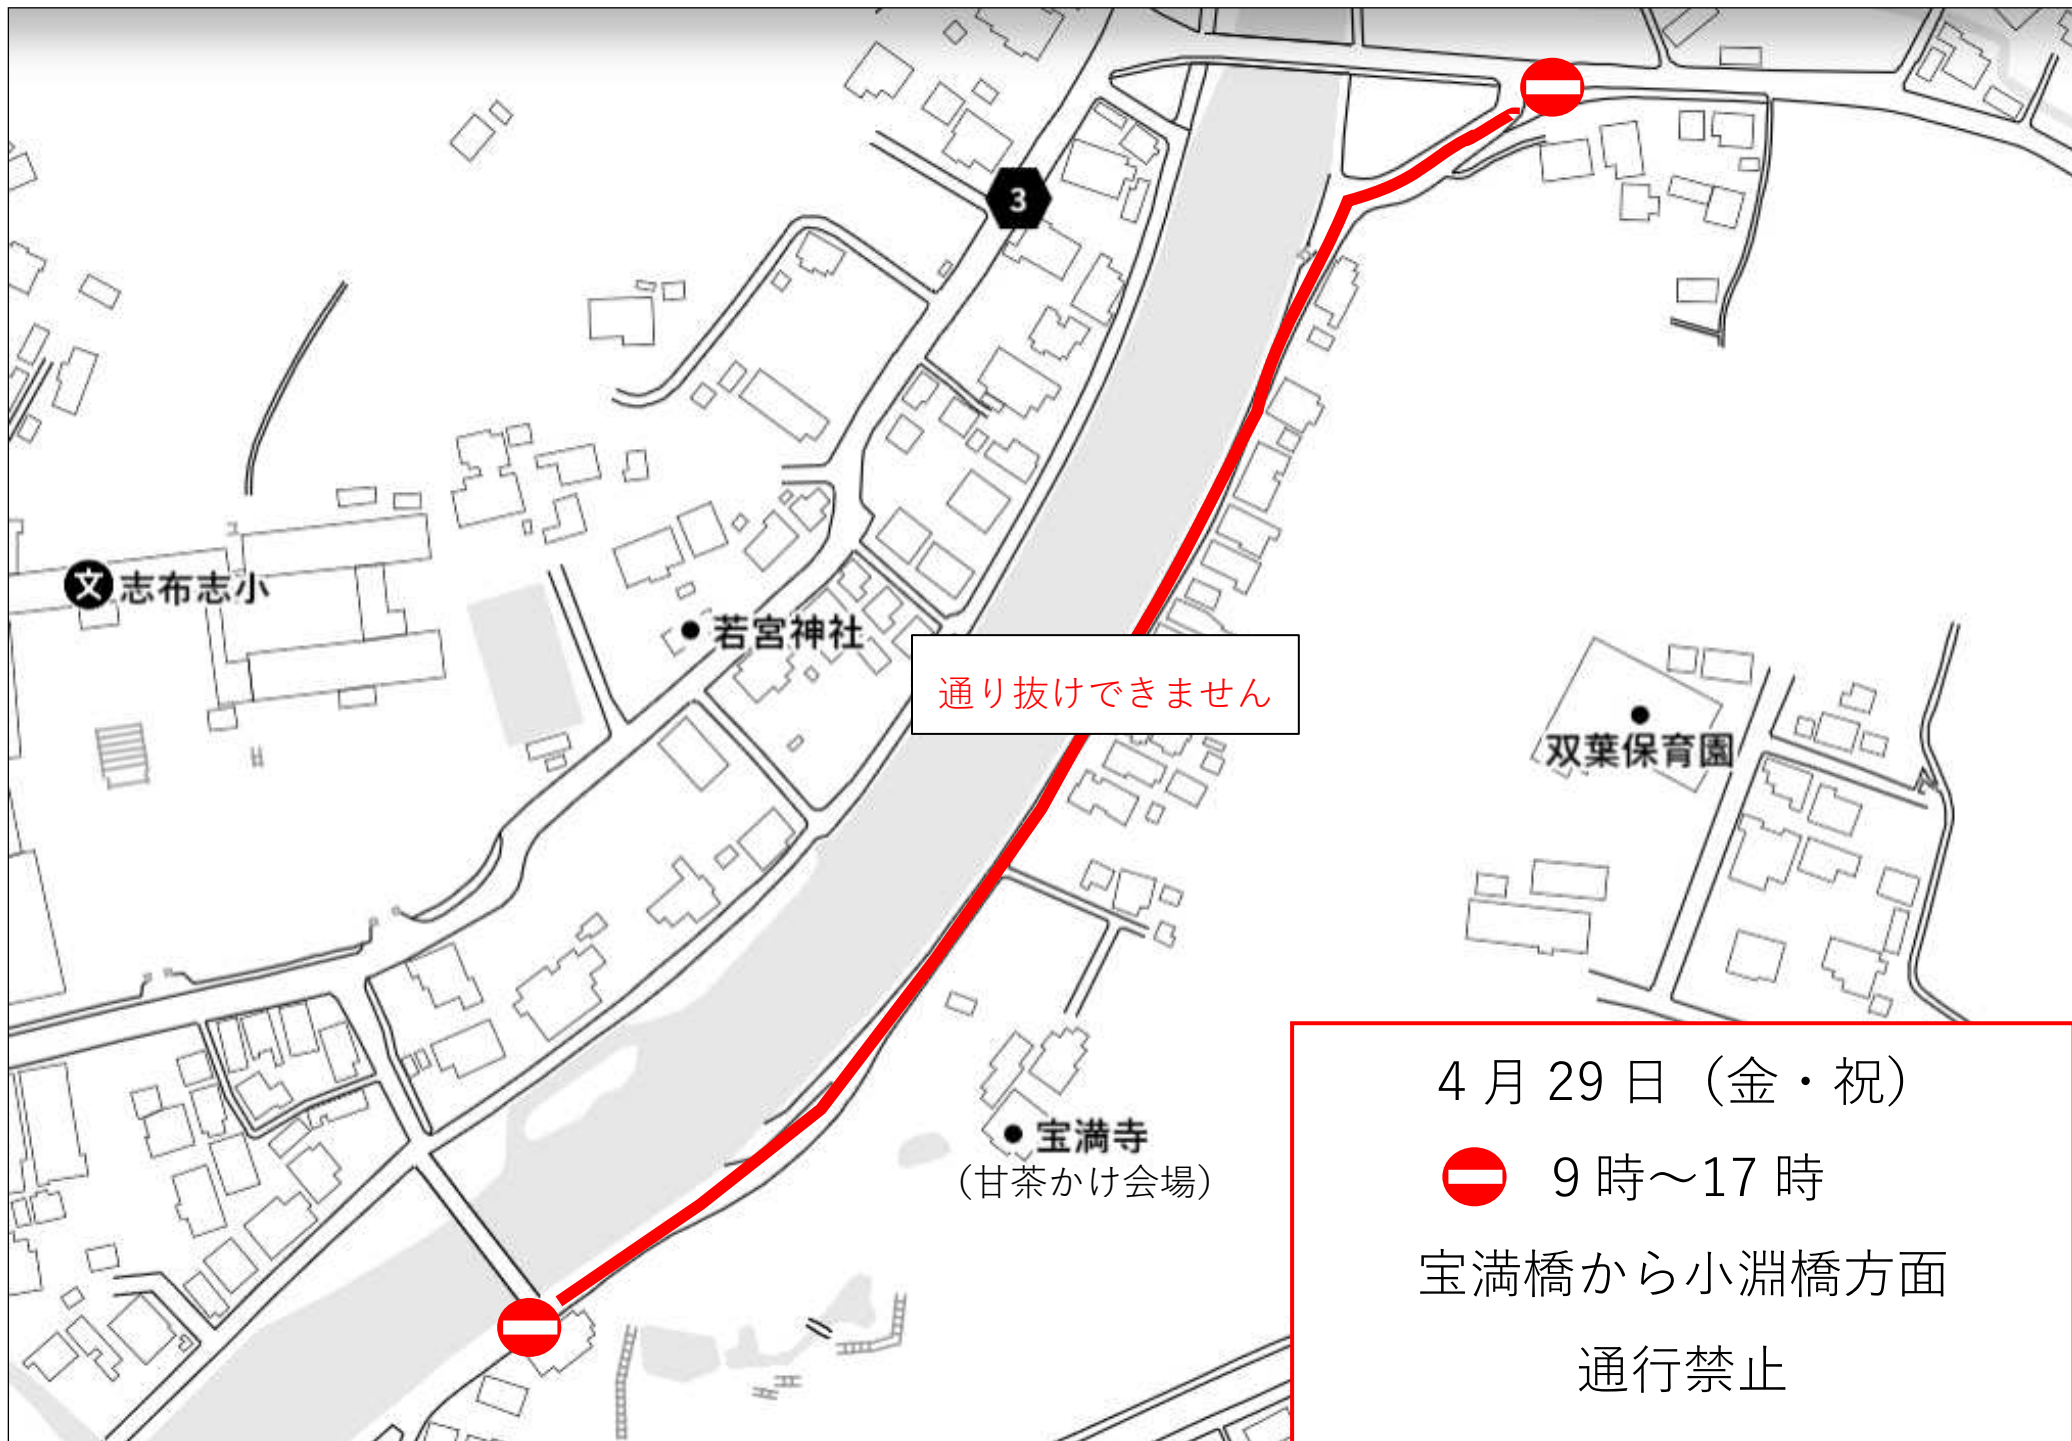 3
文 志布志小
若宮神社
通り抜けできません
双葉保育園
宝満寺
（甘茶かけ会場）
4月29日（金・祝）
9時～17時
宝満橋から小淵橋方面
通行禁止